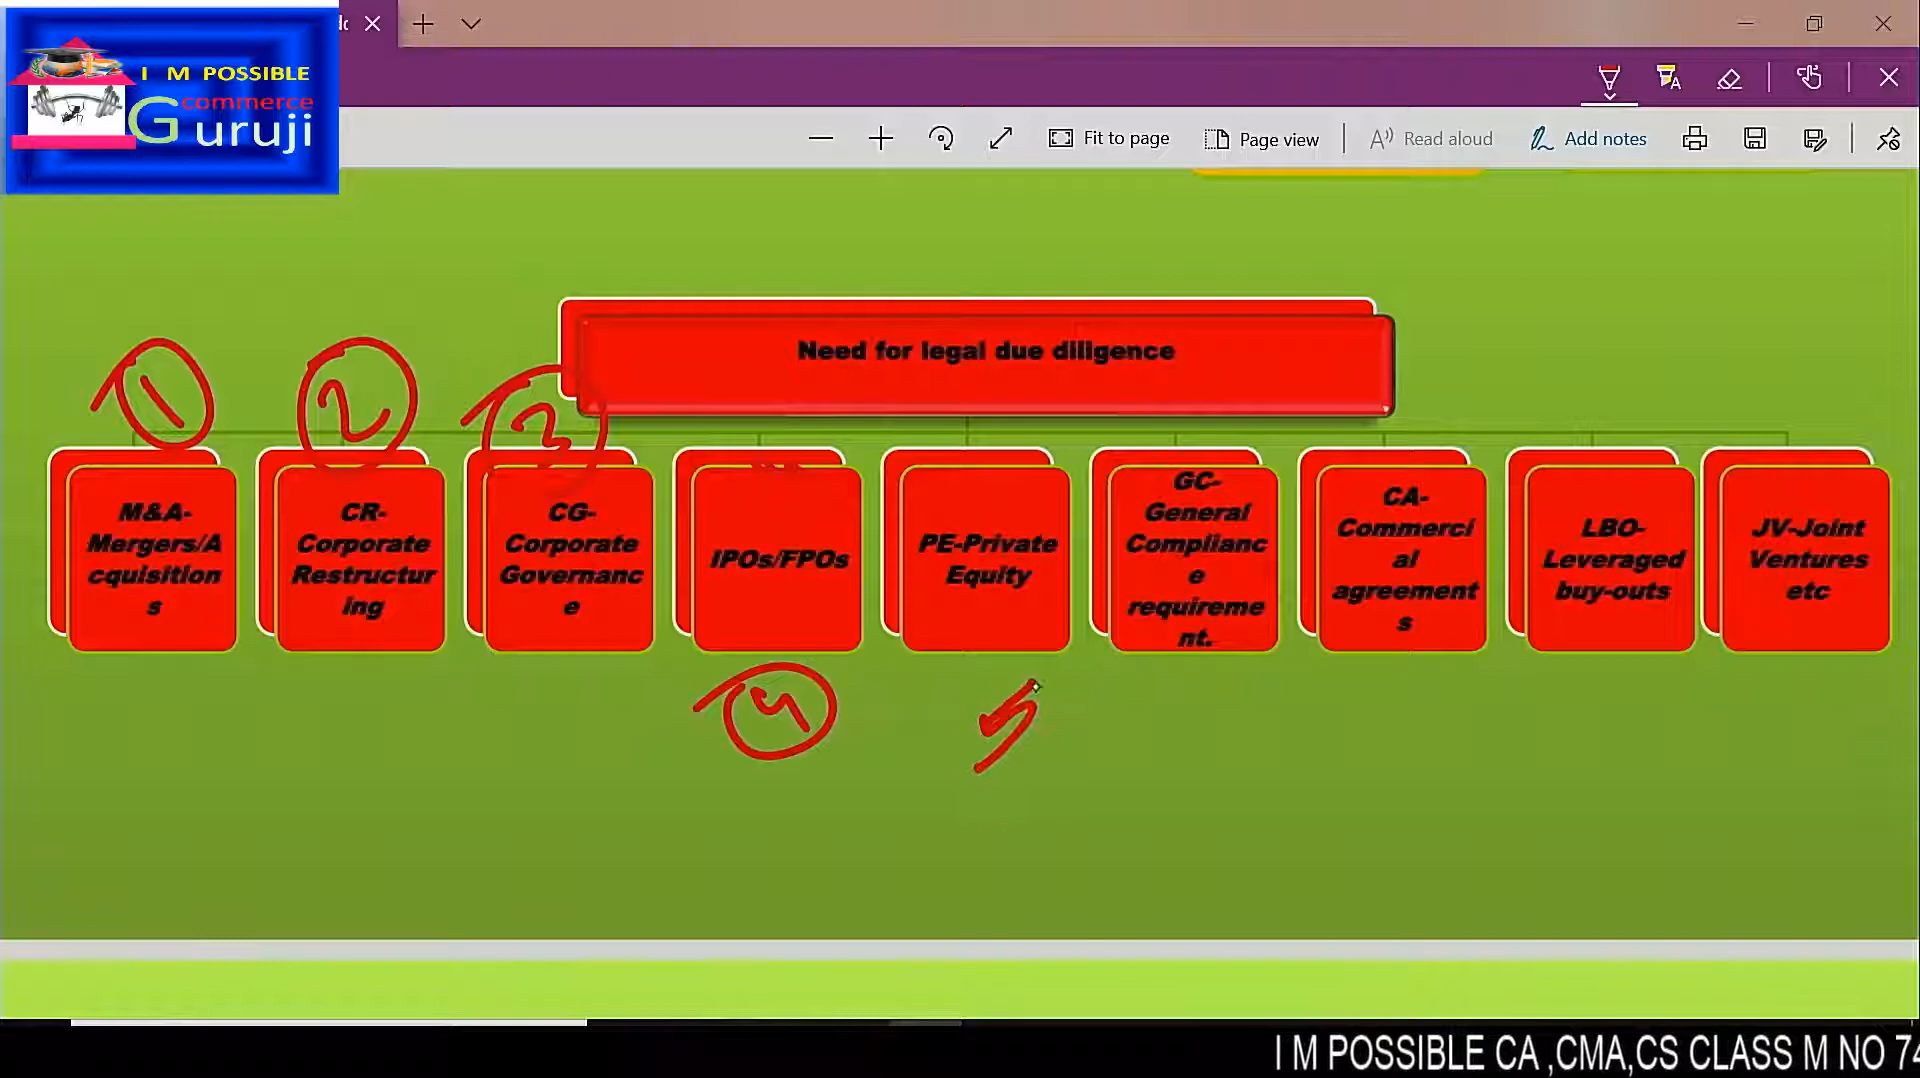 I M POSSIBLE
commerce
Guruji
Fit to page
Page view
Read aloud
Add notes
Need for legal due diligence
1
2
3
M&A-
Mergers/A
cquisition
s
CR-
Corporate
Restructur
ing
CG-
Corporate
Governanc
e
IPOs/FPOs
PE-Private
Equity
GC-
General
Complianc
e
requireme
nt.
CA-
Commerci
al
agreement
s
LBO-
Leveraged
buy-outs
JV-Joint
Ventures
etc
4
5
I M POSSIBLE CA ,CMA,CS CLASS M NO 74